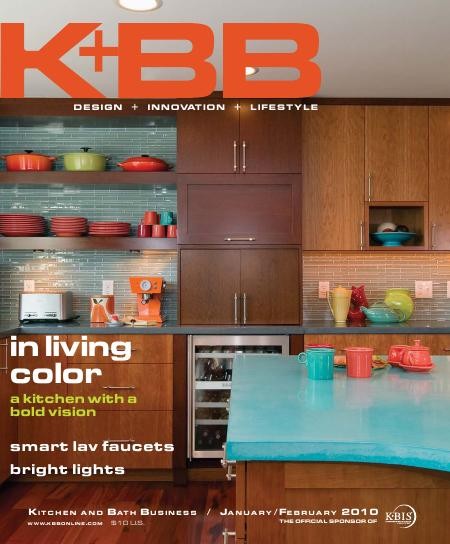 K+BB
DESIGN + INNOVATION + LIFESTYLE
in living
color
a kitchen with a
bold vision
smart lav faucets
bright lights
KITCHEN AND BATH BUSINESS / JANUARY/FEBRUARY 2010
WWW.KBBONLINE.COM $10 U.S. THE OFFICIAL SPONSOR OF K•BIS